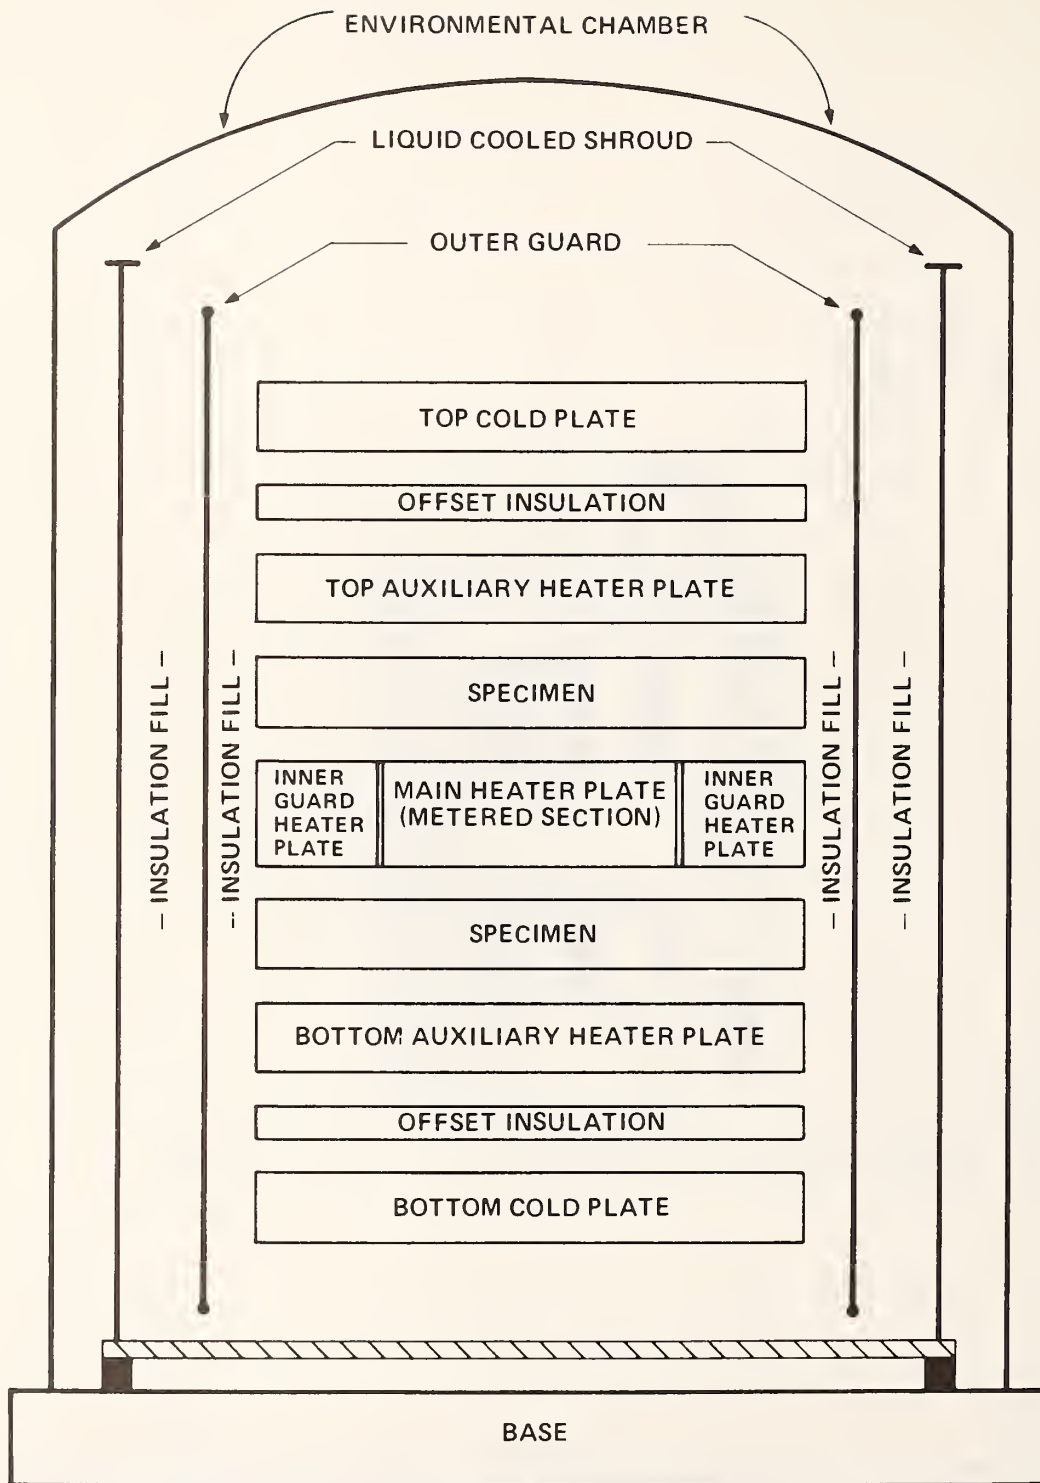 ENVIRONMENTAL CHAMBER
LIQUID COOLED SHROUD
OUTER GUARD
TOP COLD PLATE
OFFSET INSULATION
TOP AUXILIARY HEATER PLATE
SPECIMEN
— INSULATION FILL —
— INSULATION FILL —
INNER
GUARD
HEATER
PLATE
MAIN HEATER PLATE
(METERED SECTION)
INNER
GUARD
HEATER
PLATE
— INSULATION FILL —
— INSULATION FILL —
SPECIMEN
BOTTOM AUXILIARY HEATER PLATE
OFFSET INSULATION
BOTTOM COLD PLATE
BASE